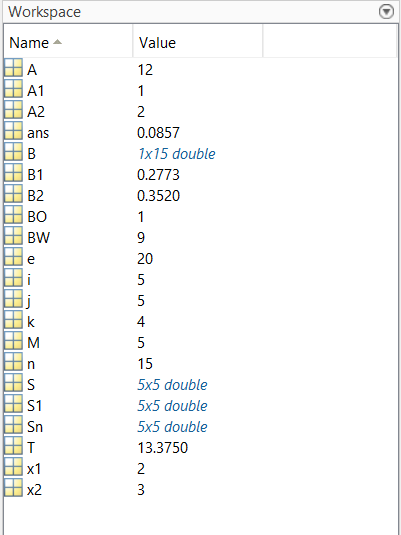 Workspace
Name Value
A 12
A1 1
A2 2
ans 0.0857
B 1x15 double
B1 0.2773
B2 0.3520
BO 1
BW 9
e 20
i 5
j 5
k 4
M 5
n 15
S 5x5 double
S1 5x5 double
Sn 5x5 double
T 13.3750
x1 2
x2 3